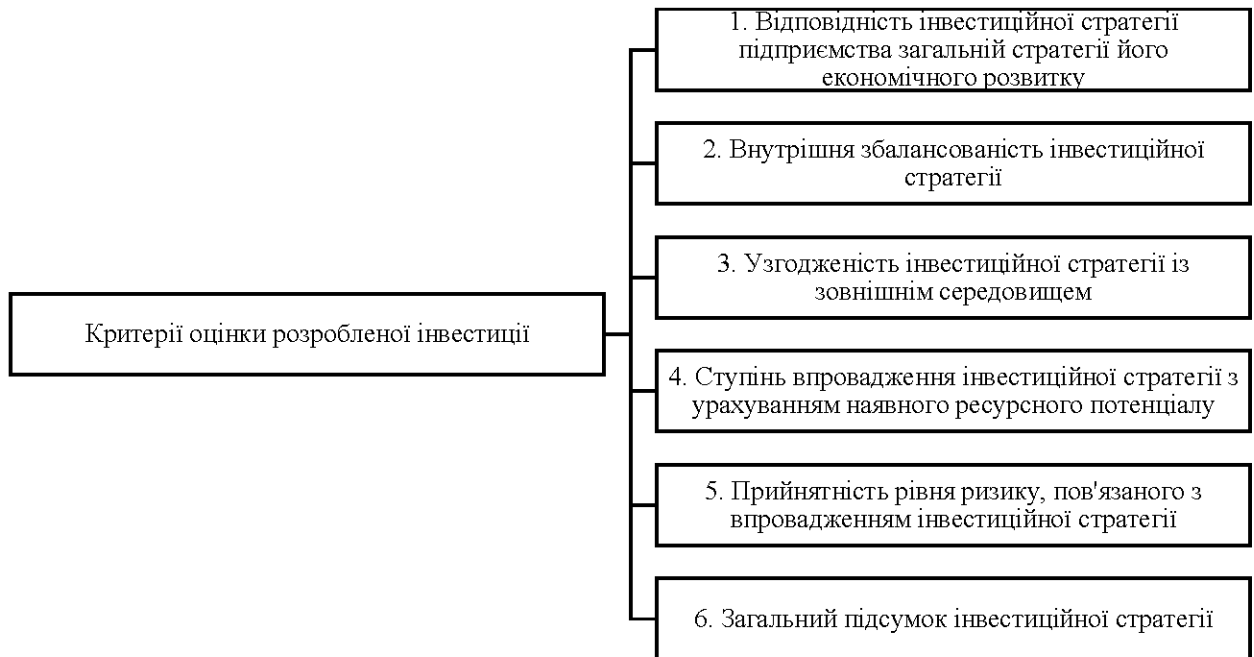 Критерії оцінки розробленої інвестиції
1. Відповідність інвестиційної стратегії
підприємства загальній стратегії його
економічного розвитку
2. Внутрішня збалансованість інвестиційної
стратегії
3. Узгодженість інвестиційної стратегії із
зовнішнім середовищем
4. Ступінь впровадження інвестиційної стратегії з
урахуванням наявного ресурсного потенціалу
5. Прийнятність рівня ризику, пов'язаного з
впровадженням інвестиційної стратегії
6. Загальний підсумок інвестиційної стратегії